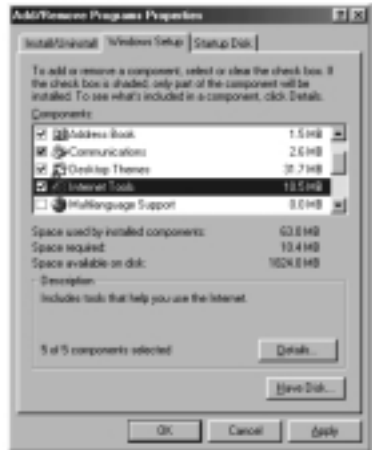 Add/Remove Programs Properties
Install/Uninstall Windows Setup Startup Disk
To add or remove a component, select or clear the check box. If
the check box is shaded, only part of the component will be
installed. To see what's included in a component, click Details.
Components:
Address Book 1.5 MB
Communications 2.6 MB
Desktop Themes 31.7 MB
Internet Tools 10.5 MB
Multilanguage Support 0.0 MB
Space used by installed components: 63.0 MB
Space required: 10.4 MB
Space available on disk: 1024.0 MB
Description
Includes tools that help you use the Internet.
5 of 5 components selected
Details...
Have Disk...
OK Cancel Apply